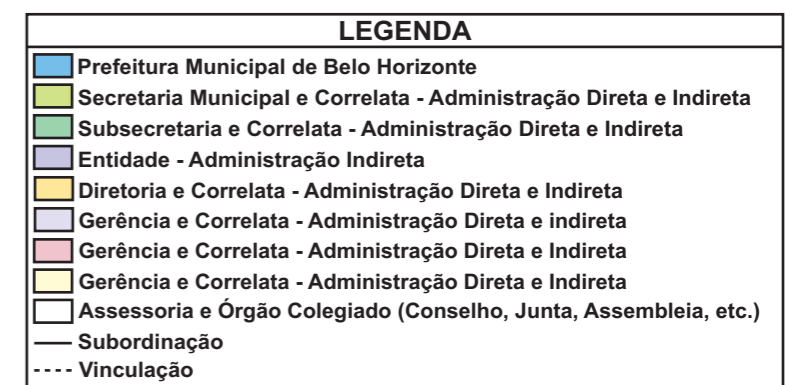 LEGENDA
Prefeitura Municipal de Belo Horizonte
Secretaria Municipal e Correlata - Administração Direta e Indireta
Subsecretaria e Correlata - Administração Direta e Indireta
Entidade - Administração Indireta
Diretoria e Correlata - Administração Direta e Indireta
Gerência e Correlata - Administração Direta e indireta
Gerência e Correlata - Administração Direta e Indireta
Gerência e Correlata - Administração Direta e Indireta
Assessoria e Órgão Colegiado (Conselho, Junta, Assembleia, etc.)
Subordinação
Vinculação